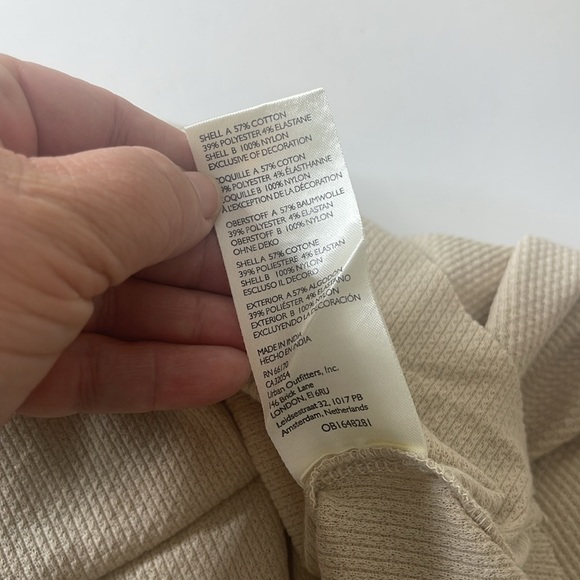 SHELL A 57% COTTON
39% POLYESTER 4% ELASTANE
SHELL B 100% NYLON
EXCLUSIVE OF DECORATION
COQUILLE A 57% COTON
39% POLYESTER 4% ÉLASTHANNE
COQUILLE B 100% NYLON
À L'EXCEPTION DE LA DÉCORATION
OBERSTOFF A 57% BAUMWOLLE
39% POLYESTER 4% ELASTAN
OBERSTOFF B 100% NYLON
OHNE DEKO
SHELL A 57% COTONE
39% POLIESTERE 4% ELASTAN
SHELL B 100% NYLON
ESCLUSO IL DECORO
EXTERIOR A 57% ALGODON
39% POLIÉSTER 4% ELASTANO
EXTERIOR B 100% NYLON
EXCLUYENDO LA DECORACIÓN
MADE IN INDIA
HECHO EN INDIA
RN 66170
CA 32054
Urban Outfitters, Inc.
146 Brick Lane
LONDON, E1 6RU
Leidsestraat 32, 1017 PB
Amsterdam, Netherlands
OB1648281